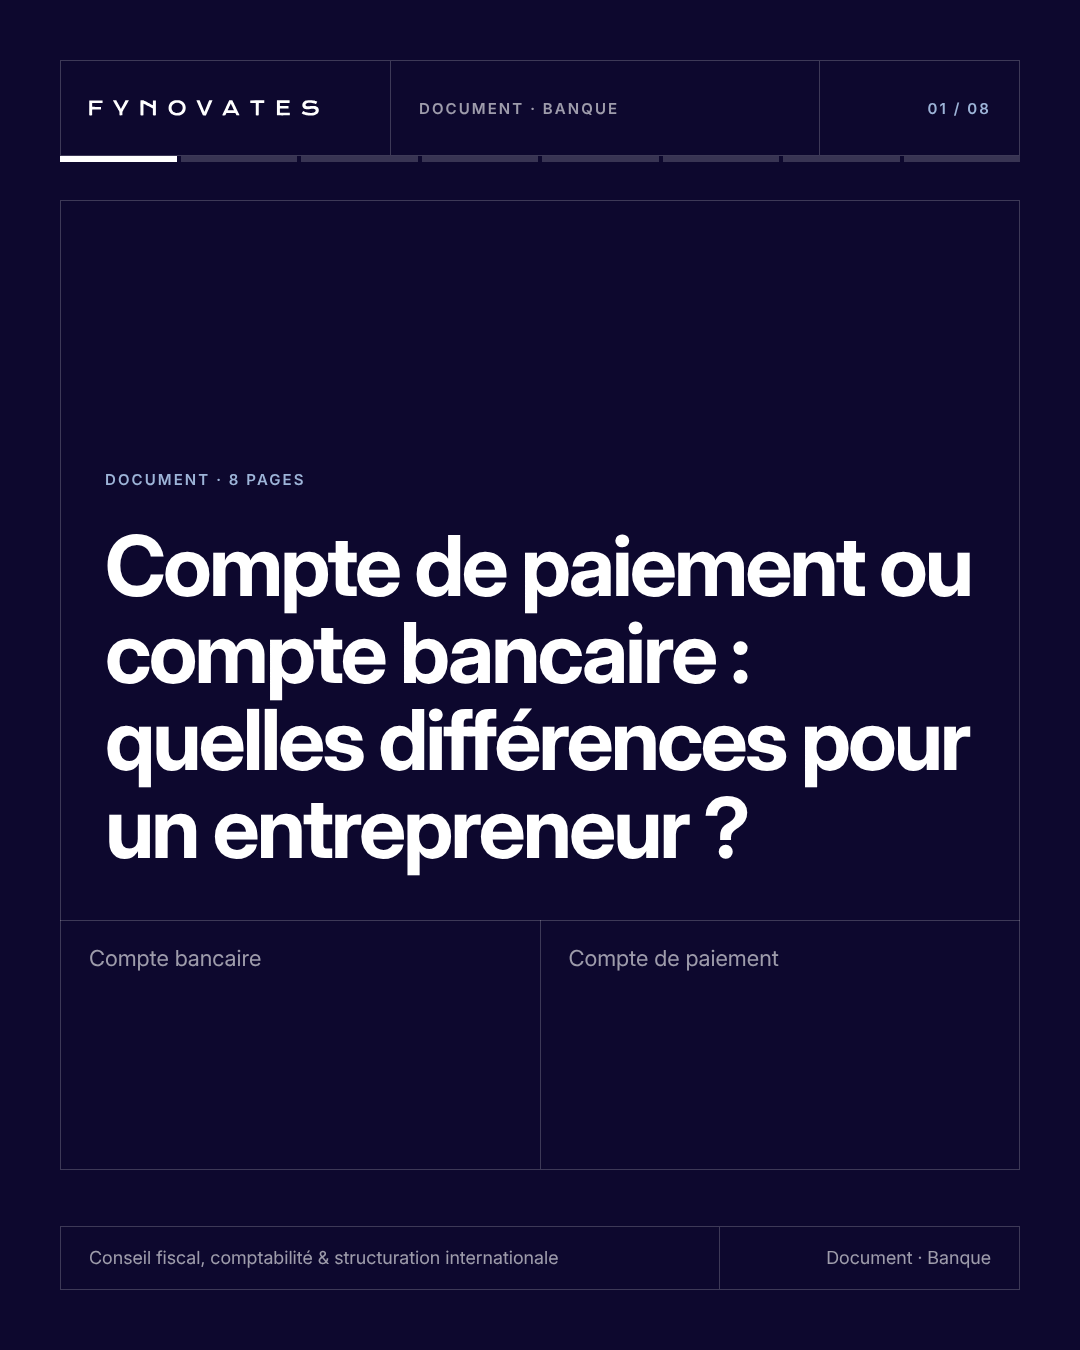 FYNOVATES
DOCUMENT · BANQUE
01 / 08
DOCUMENT · 8 PAGES
Compte de paiement ou
compte bancaire :
quelles différences pour
un entrepreneur ?
Compte bancaire
Compte de paiement
Conseil fiscal, comptabilité & structuration internationale
Document · Banque